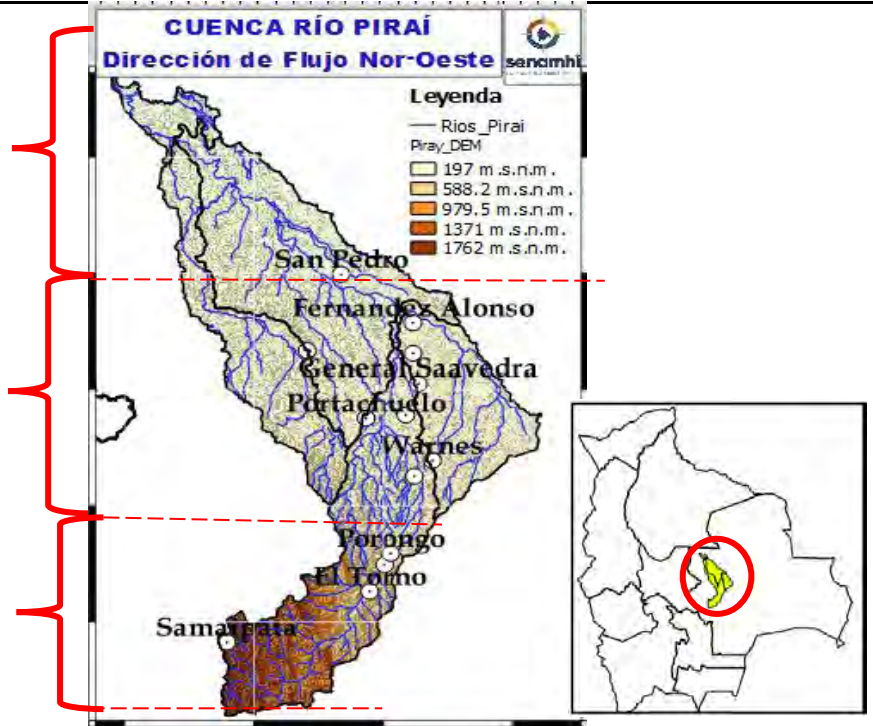 CUENCA RÍO PIRAÍ
Dirección de Flujo Nor-Oeste
senamhi
Leyenda
Rios_Pirai
Piray_DEM
197 m.s.n.m.
588.2 m.s.n.m.
979.5 m.s.n.m.
1371 m.s.n.m.
1762 m.s.n.m.
San Pedro
Fernandez Alonso
General Saavedra
Portachuelo
Warnes
Porongo
El Torno
Samaipata